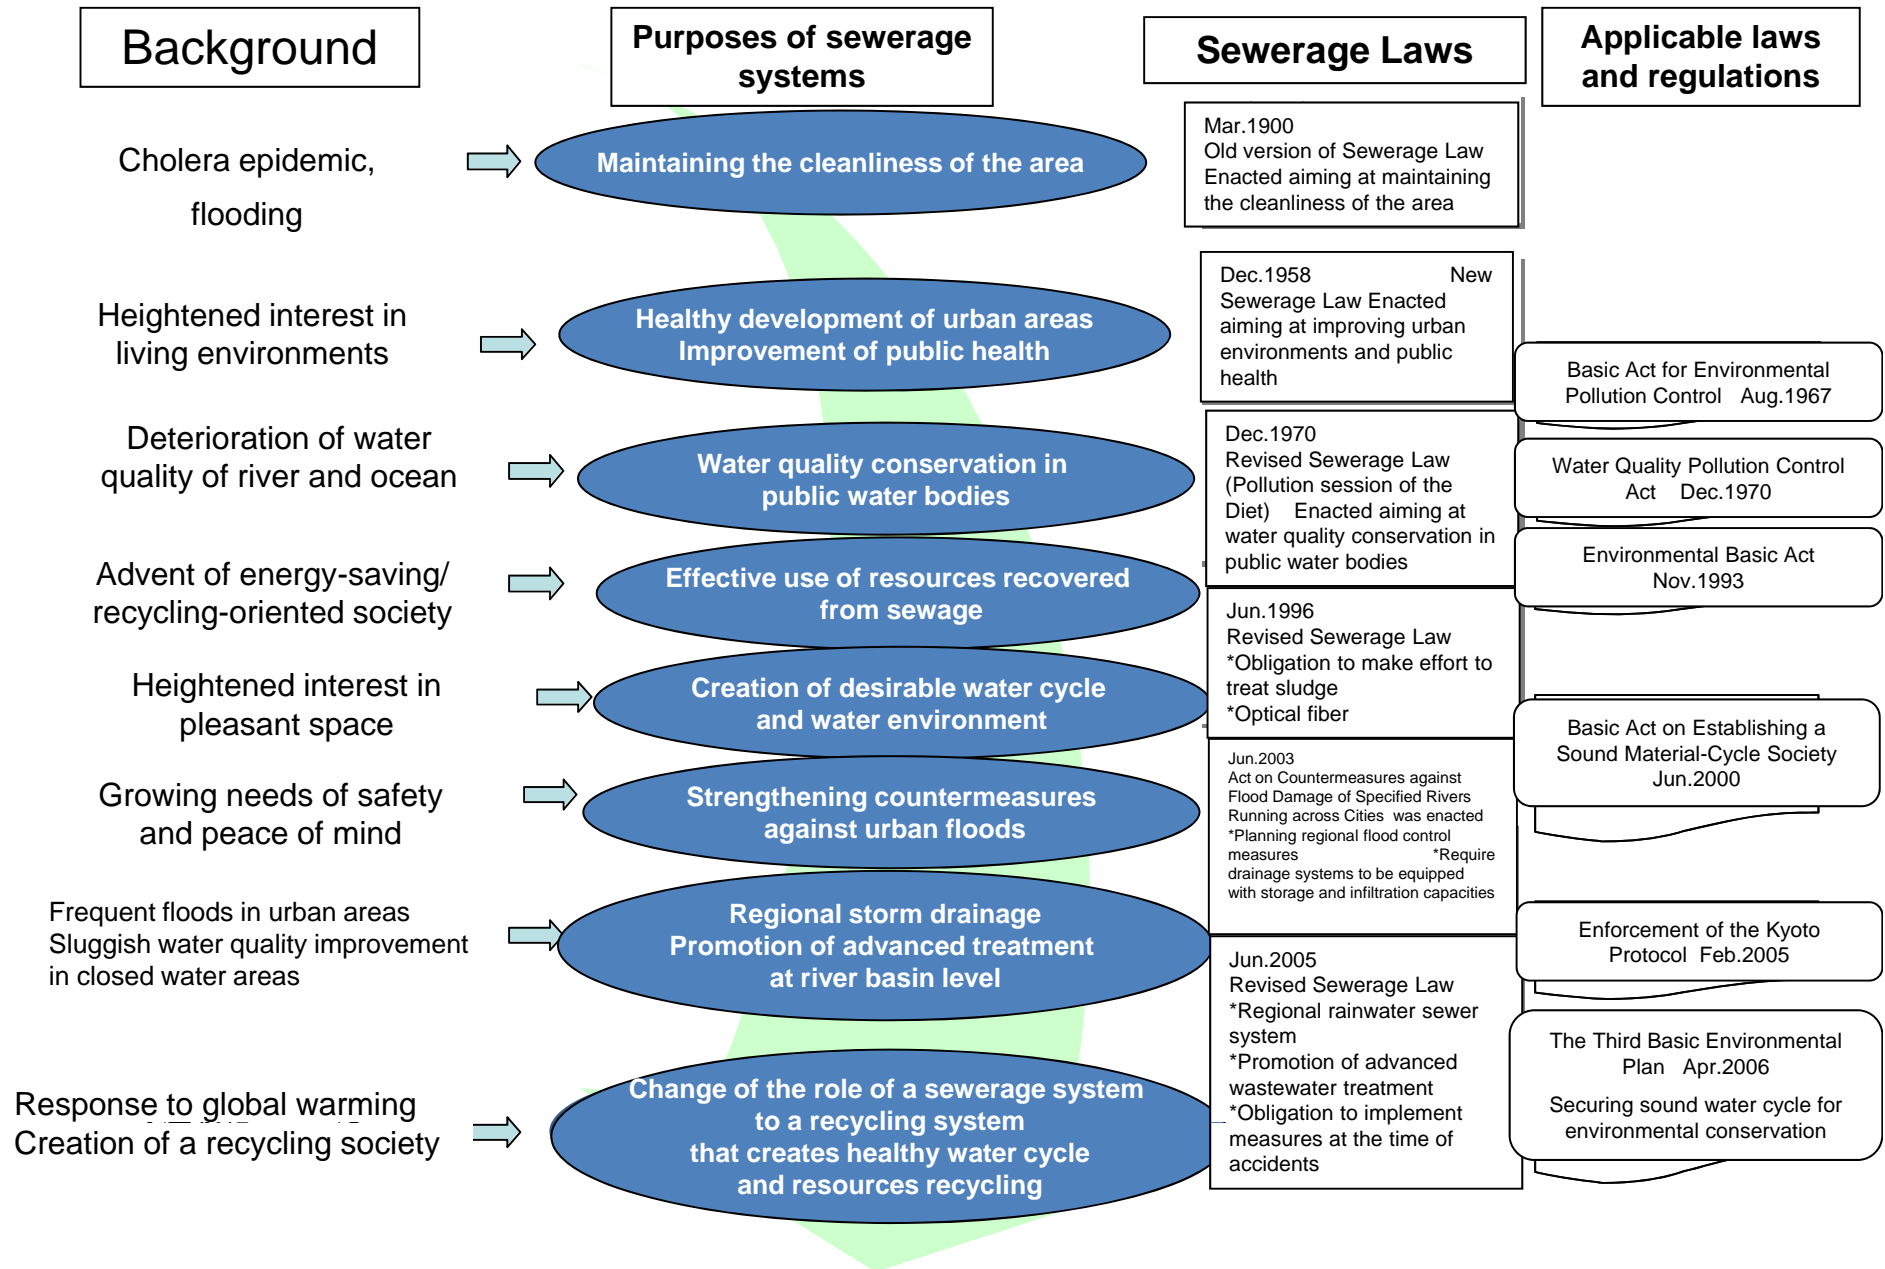 Background
Purposes of sewerage
systems
Sewerage Laws
Applicable laws
and regulations
Cholera epidemic,
flooding
Maintaining the cleanliness of the area
Mar.1900
Old version of Sewerage Law
Enacted aiming at maintaining
the cleanliness of the area
Heightened interest in
living environments
Healthy development of urban areas
Improvement of public health
Dec.1958 New
Sewerage Law Enacted
aiming at improving urban
environments and public
health
Basic Act for Environmental
Pollution Control Aug.1967
Deterioration of water
quality of river and ocean
Water quality conservation in
public water bodies
Dec.1970
Revised Sewerage Law
(Pollution session of the
Diet) Enacted aiming at
water quality conservation in
public water bodies
Water Quality Pollution Control
Act Dec.1970
Environmental Basic Act
Nov.1993
Advent of energy-saving/
recycling-oriented society
Effective use of resources recovered
from sewage
Jun.1996
Revised Sewerage Law
*Obligation to make effort to
treat sludge
*Optical fiber
Heightened interest in
pleasant space
Creation of desirable water cycle
and water environment
Basic Act on Establishing a
Sound Material-Cycle Society
Jun.2000
Growing needs of safety
and peace of mind
Strengthening countermeasures
against urban floods
Jun.2003
Act on Countermeasures against
Flood Damage of Specified Rivers
Running across Cities was enacted
*Planning regional flood control
measures *Require
drainage systems to be equipped
with storage and infiltration capacities
Frequent floods in urban areas
Sluggish water quality improvement
in closed water areas
Regional storm drainage
Promotion of advanced treatment
at river basin level
Enforcement of the Kyoto
Protocol Feb.2005
Jun.2005
Revised Sewerage Law
*Regional rainwater sewer
system
*Promotion of advanced
wastewater treatment
*Obligation to implement
measures at the time of
accidents
The Third Basic Environmental
Plan Apr.2006
Securing sound water cycle for
environmental conservation
Response to global warming
Creation of a recycling society
Change of the role of a sewerage system
to a recycling system
that creates healthy water cycle
and resources recycling